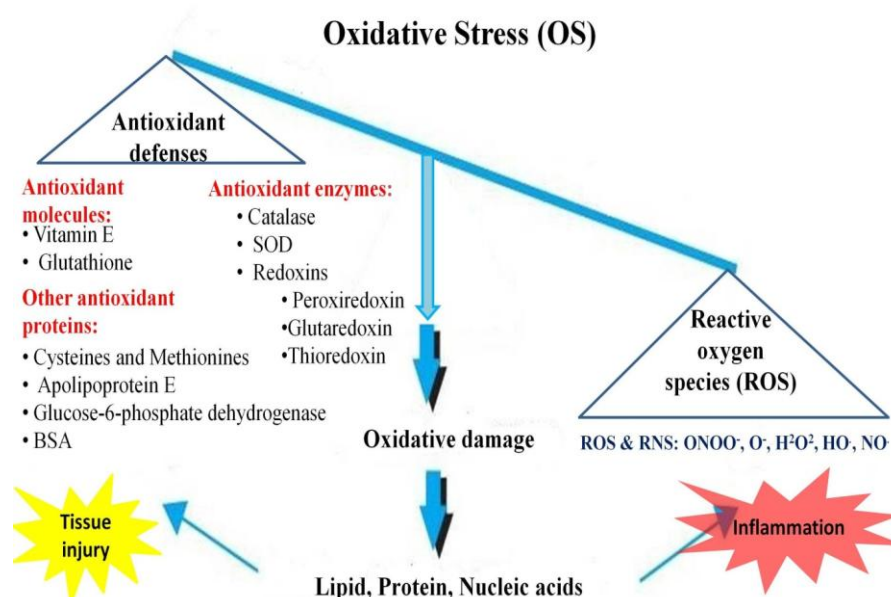 Oxidative Stress (OS)
Antioxidant
defenses
Antioxidant
molecules:
• Vitamin E
• Glutathione
Other antioxidant
proteins:
• Cysteines and Methionines
• Apolipoprotein E
• Glucose-6-phosphate dehydrogenase
• BSA
Antioxidant enzymes:
• Catalase
• SOD
• Redoxins
• Peroxiredoxin
•Glutaredoxin
•Thioredoxin
Reactive
oxygen
species (ROS)
ROS & RNS: ONOO-, O-, H²O², HO·, NO·
Oxidative damage
Tissue
injury
Inflammation
Lipid, Protein, Nucleic acids